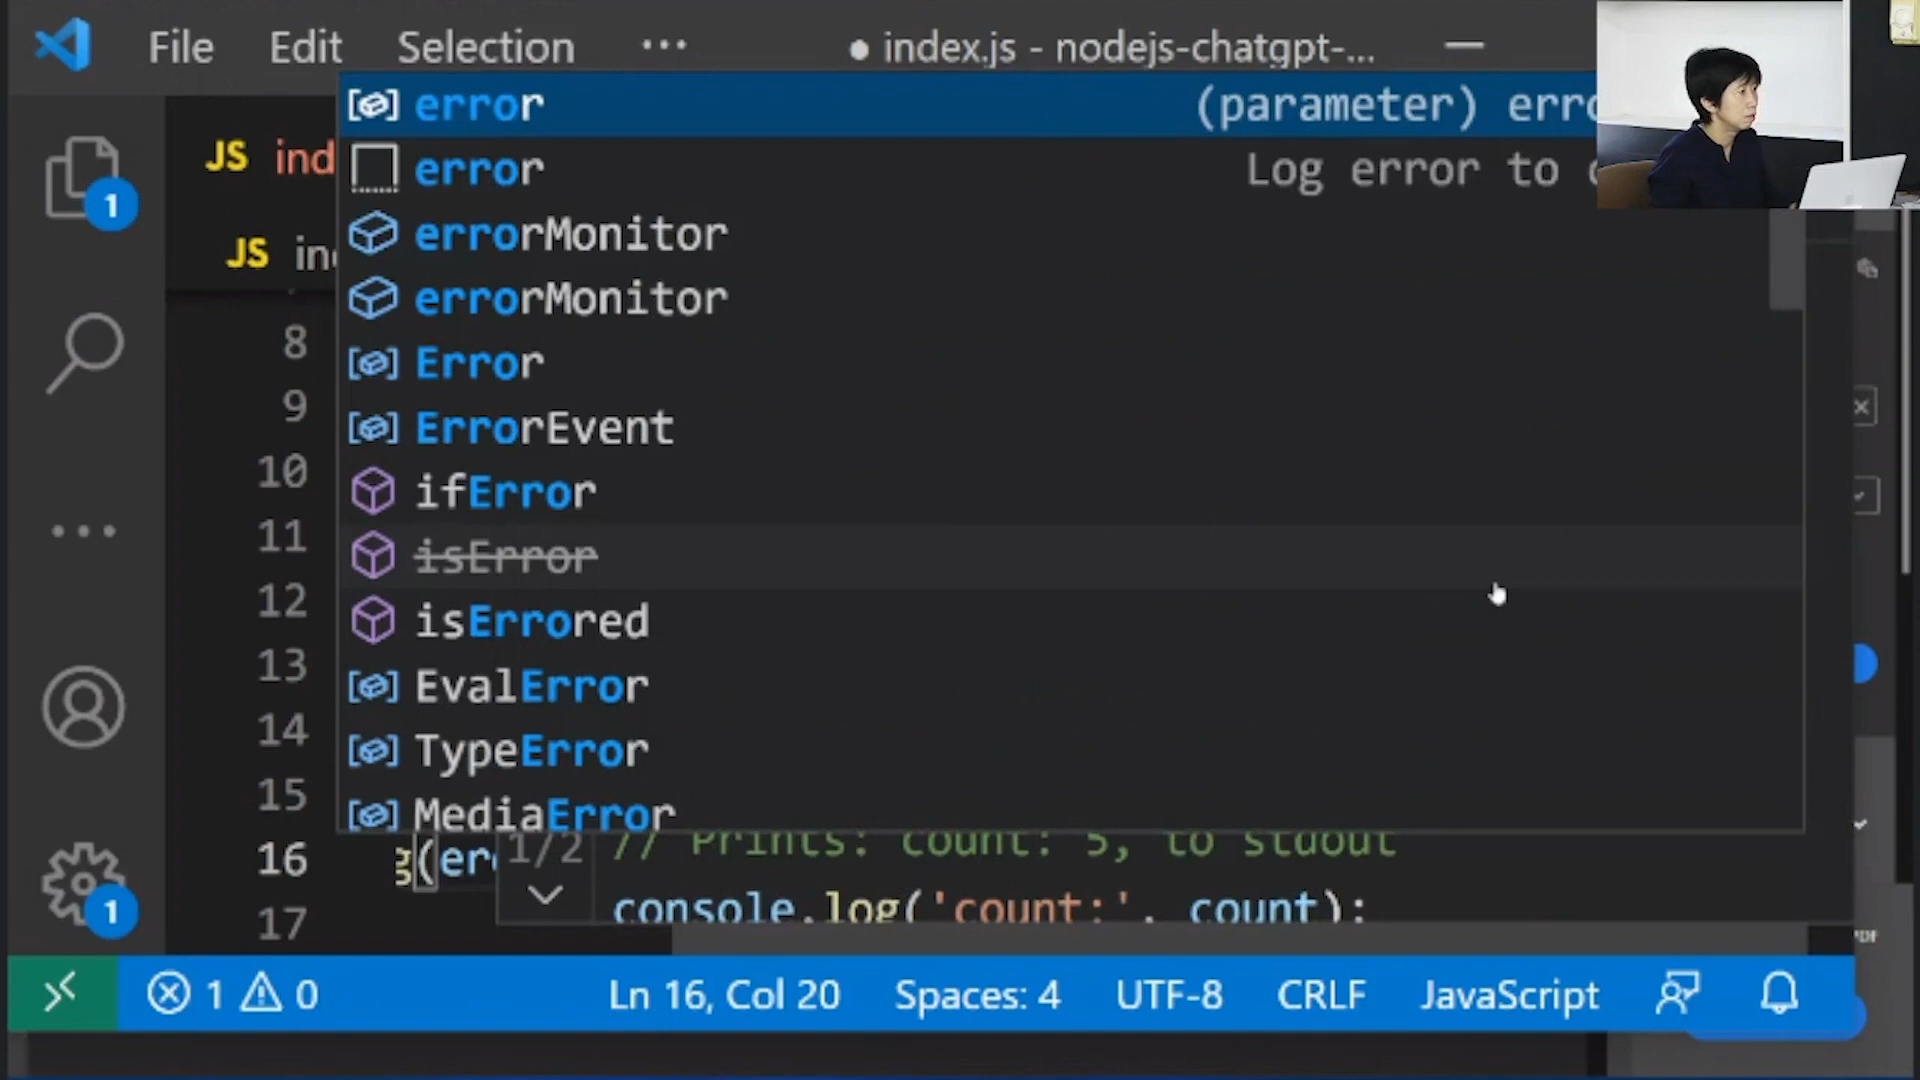 File Edit Selection ··· ● index.js - nodejs-chatgpt-...
error (parameter) erro
JS ind
error Log error to
errorMonitor
JS in
errorMonitor
8
Error
9
ErrorEvent
10
ifError
11
isError
12
isErrored
13
EvalError
14
TypeError
15
MediaError
// Prints: count: 5, to stdout
16 g(er 1/2
console.log('count:', count);
17
1
1
1 0 Ln 16, Col 20 Spaces: 4 UTF-8 CRLF JavaScript